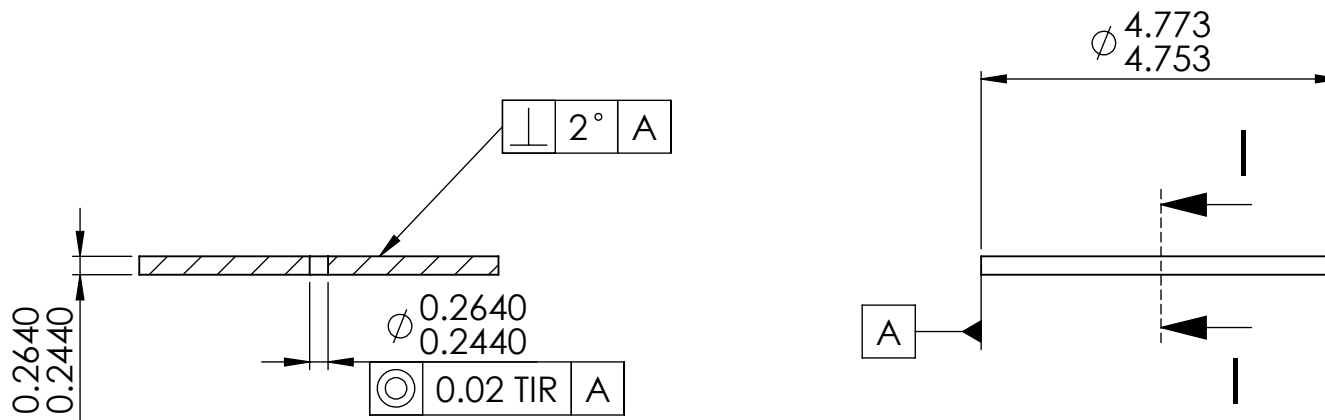 ⌀ 4.773
4.753
⊥ 2° A
0.2640
0.2440
⌀ 0.2640
0.2440
◎ 0.02 TIR A
A
I
I